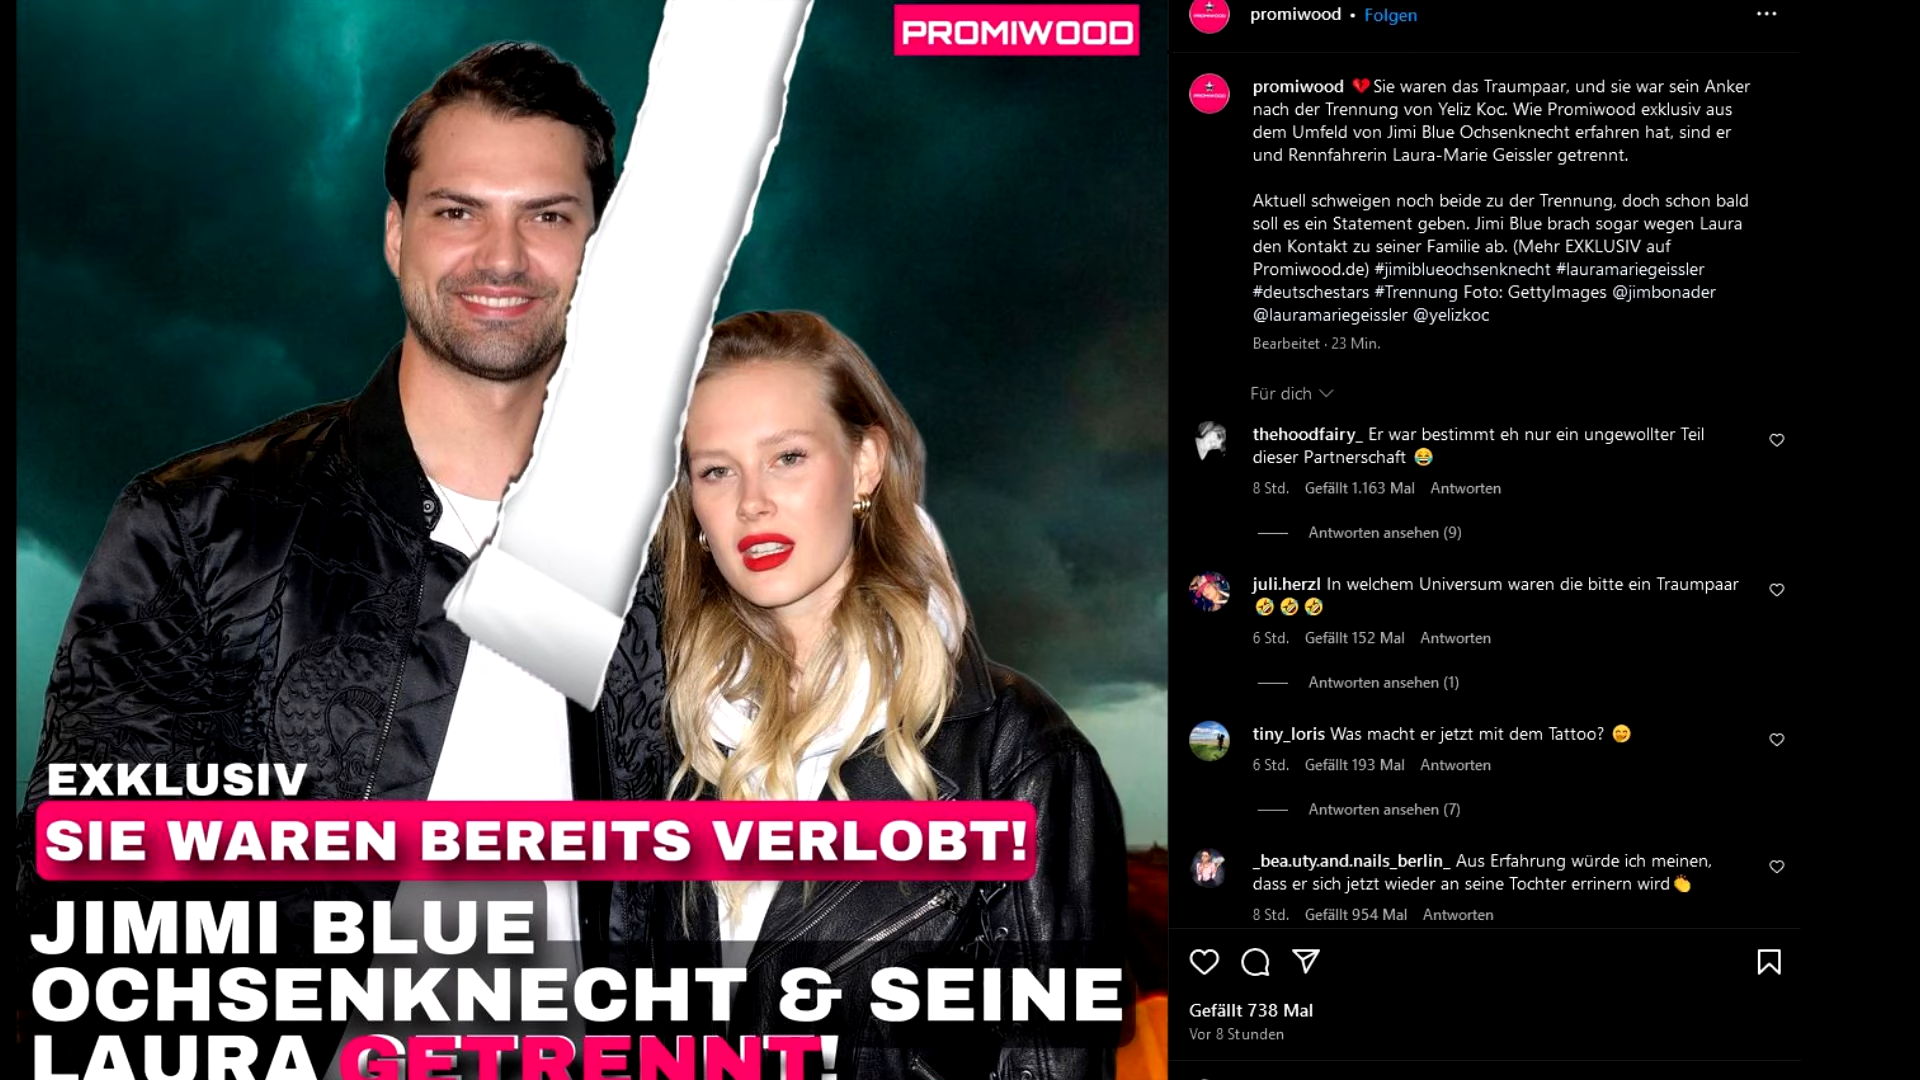 PROMIWOOD
EXKLUSIV
SIE WAREN BEREITS VERLOBT!
JIMMI BLUE
OCHSENKNECHT & SEINE
LAURA GETRENNT!
promiwood • Folgen
promiwood 💔Sie waren das Traumpaar, und sie war sein Anker
nach der Trennung von Yeliz Koc. Wie Promiwood exklusiv aus
dem Umfeld von Jimi Blue Ochsenknecht erfahren hat, sind er
und Rennfahrerin Laura-Marie Geissler getrennt.
Aktuell schweigen noch beide zu der Trennung, doch schon bald
soll es ein Statement geben. Jimi Blue brach sogar wegen Laura
den Kontakt zu seiner Familie ab. (Mehr EXKLUSIV auf
Promiwood.de) #jimiblueochsenknecht #lauramariegeissler
#deutschestars #Trennung Foto: GettyImages @jimbonader
@lauramariegeissler @yelizkoc
Bearbeitet · 23 Min.
Für dich
thehoodfairy_ Er war bestimmt eh nur ein ungewollter Teil
dieser Partnerschaft 😂
8 Std. Gefällt 1.163 Mal Antworten
Antworten ansehen (9)
juli.herzl In welchem Universum waren die bitte ein Traumpaar
🤣🤣🤣
6 Std. Gefällt 152 Mal Antworten
Antworten ansehen (1)
tiny_loris Was macht er jetzt mit dem Tattoo? 😄
6 Std. Gefällt 193 Mal Antworten
Antworten ansehen (7)
_bea.uty.and.nails_berlin_ Aus Erfahrung würde ich meinen,
dass er sich jetzt wieder an seine Tochter errinern wird👏
8 Std. Gefällt 954 Mal Antworten
Gefällt 738 Mal
Vor 8 Stunden